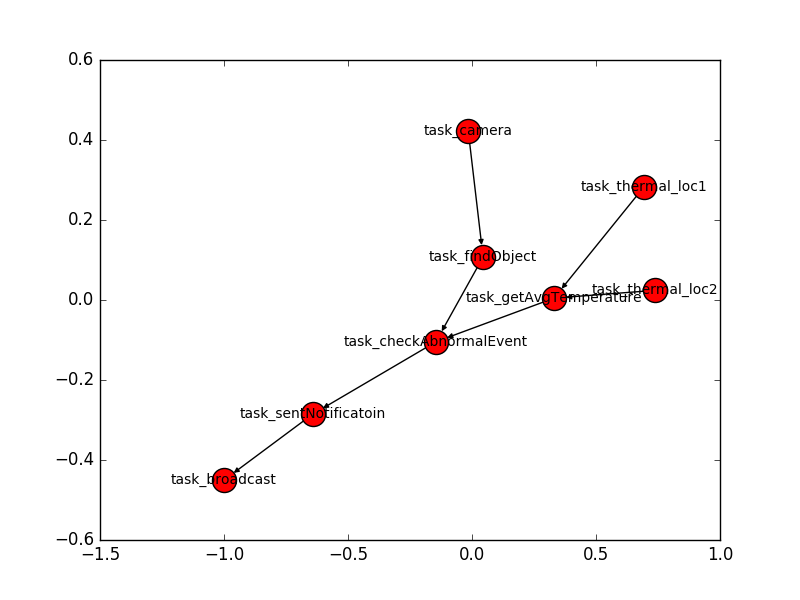 0.6
0.4
0.2
0.0
−0.2
−0.4
−0.6
task_camera
task_thermal_loc1
task_findObject
task_thermal_loc2
task_getAvgTemperature
task_checkAbnormalEvent
task_sentNotificatoin
task_broadcast
−1.5
−1.0
−0.5
0.0
0.5
1.0